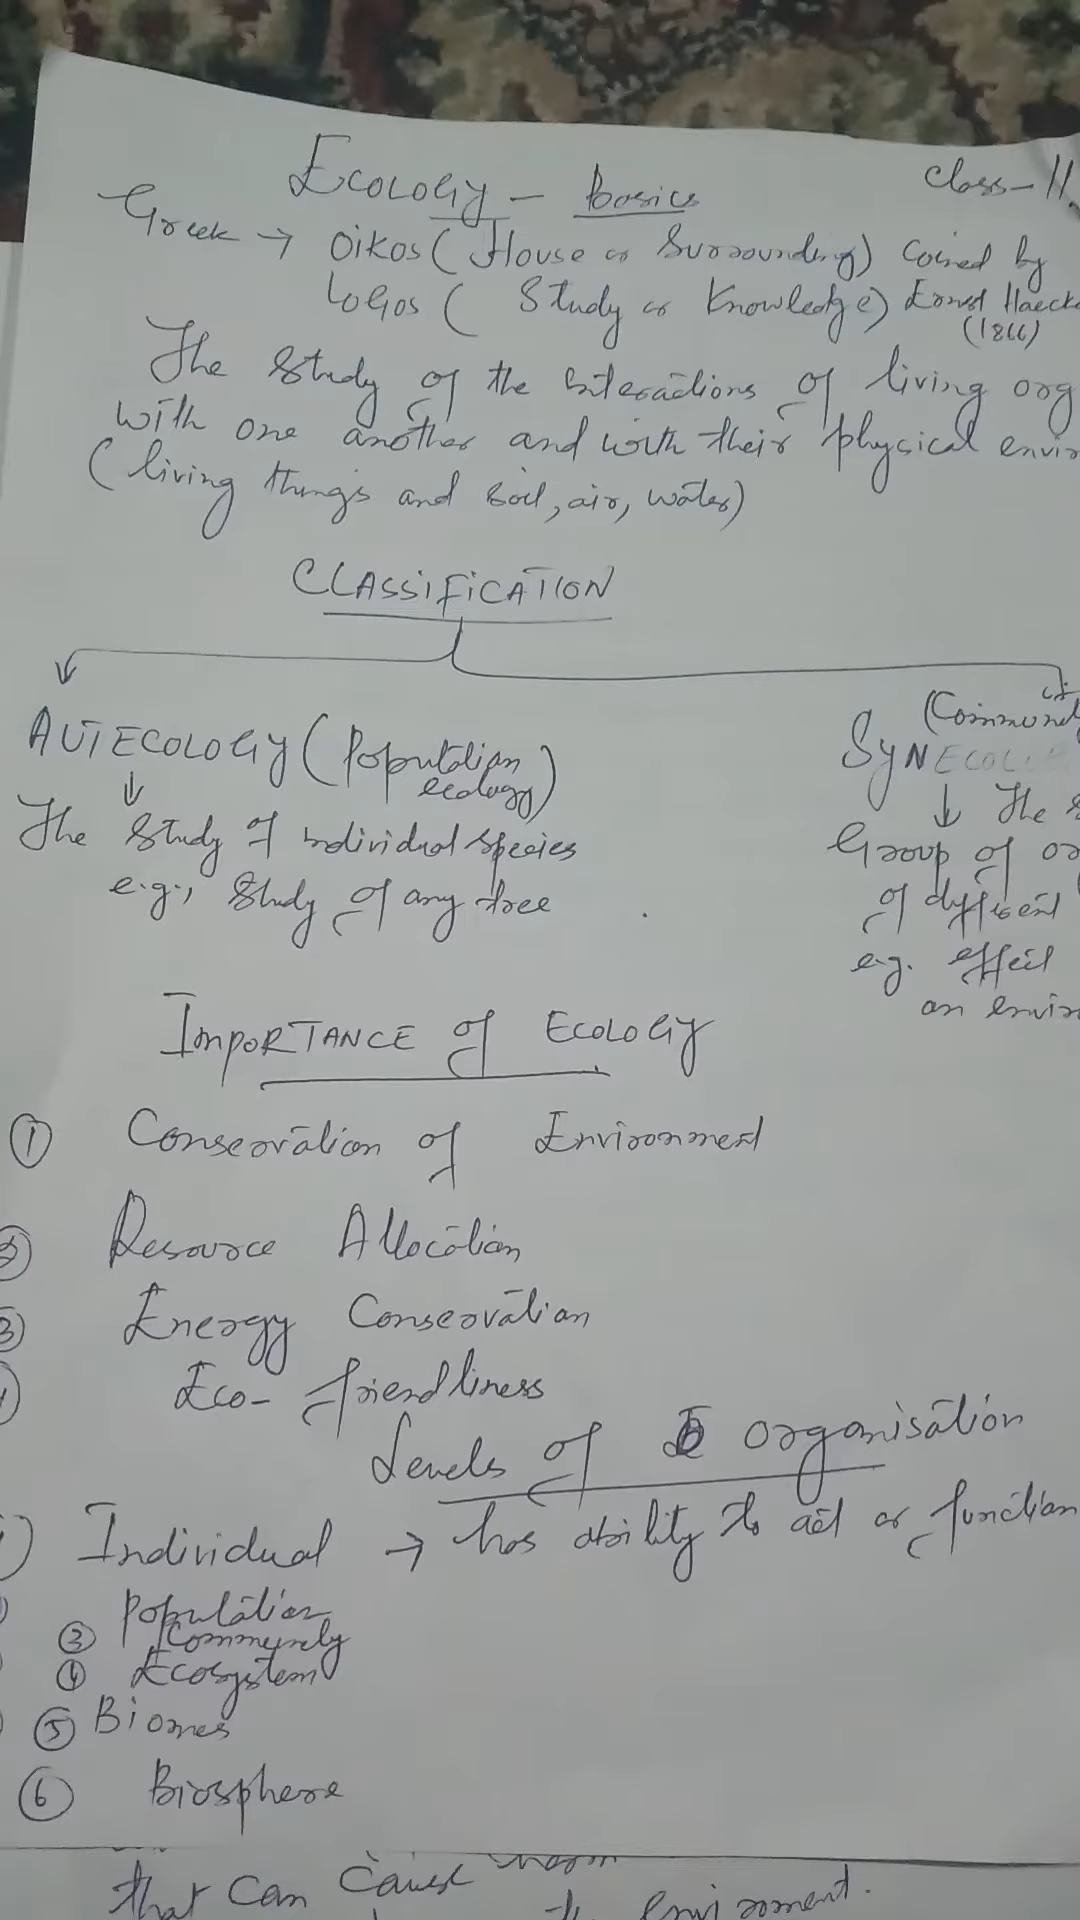 Ecology - Basics Class-11
Greek → Oikos (House or Surrounding) Coined by
Logos (Study or Knowledge) Ernst Haecke
(1866)
The study of the interactions of living org
with one another and with their physical envir
(living things and soil, air, water)
CLASSIFICATION
AUTECOLOGY (Population ecology)
The study of individual species
e.g., study of any tree
(Communit
SYNECOL
The s
Group of or
of different
e.g. effect
on envir
IMPORTANCE of ECOLOGY
① Conservation of Environment
② Resource Allocation
③ Energy Conservation
Eco-friendliness
Levels of organisation
Individual → has ability to act or function
Population
③ Community
④ Ecosystem
⑤ Biomes
⑥ Biosphere
that can cause harm
environment.